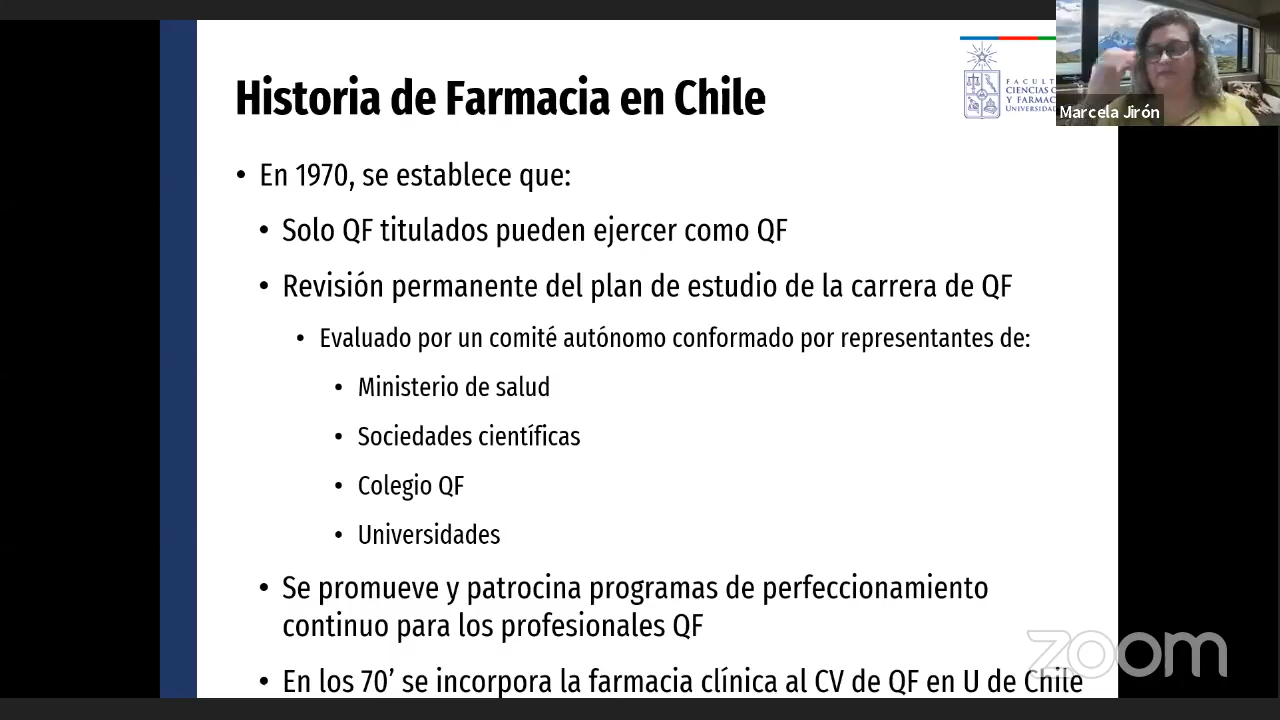 Historia de Farmacia en Chile
FACULT
CIENCIAS Q
Y FARMA
UNIVERSIDA
Marcela Jirón
• En 1970, se establece que:
• Solo QF titulados pueden ejercer como QF
• Revisión permanente del plan de estudio de la carrera de QF
• Evaluado por un comité autónomo conformado por representantes de:
• Ministerio de salud
• Sociedades científicas
• Colegio QF
• Universidades
• Se promueve y patrocina programas de perfeccionamiento
continuo para los profesionales QF
• En los 70’ se incorpora la farmacia clínica al CV de QF en U de Chile
zoom